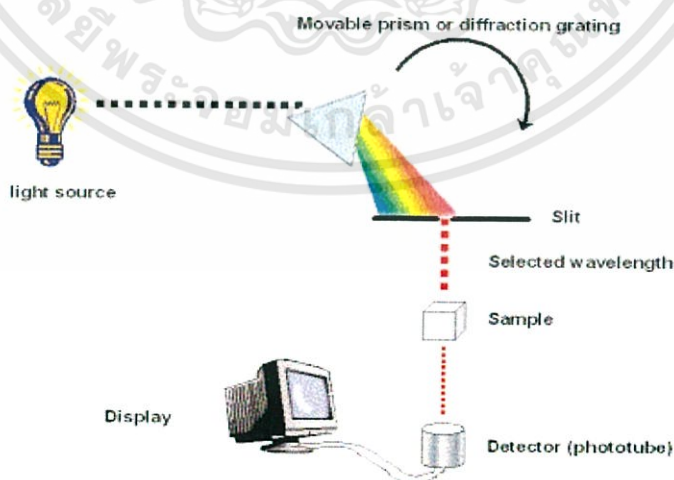 Movable prism or diffraction grating
light source
Slit
Selected wavelength
Sample
Display
Detector (phototube)